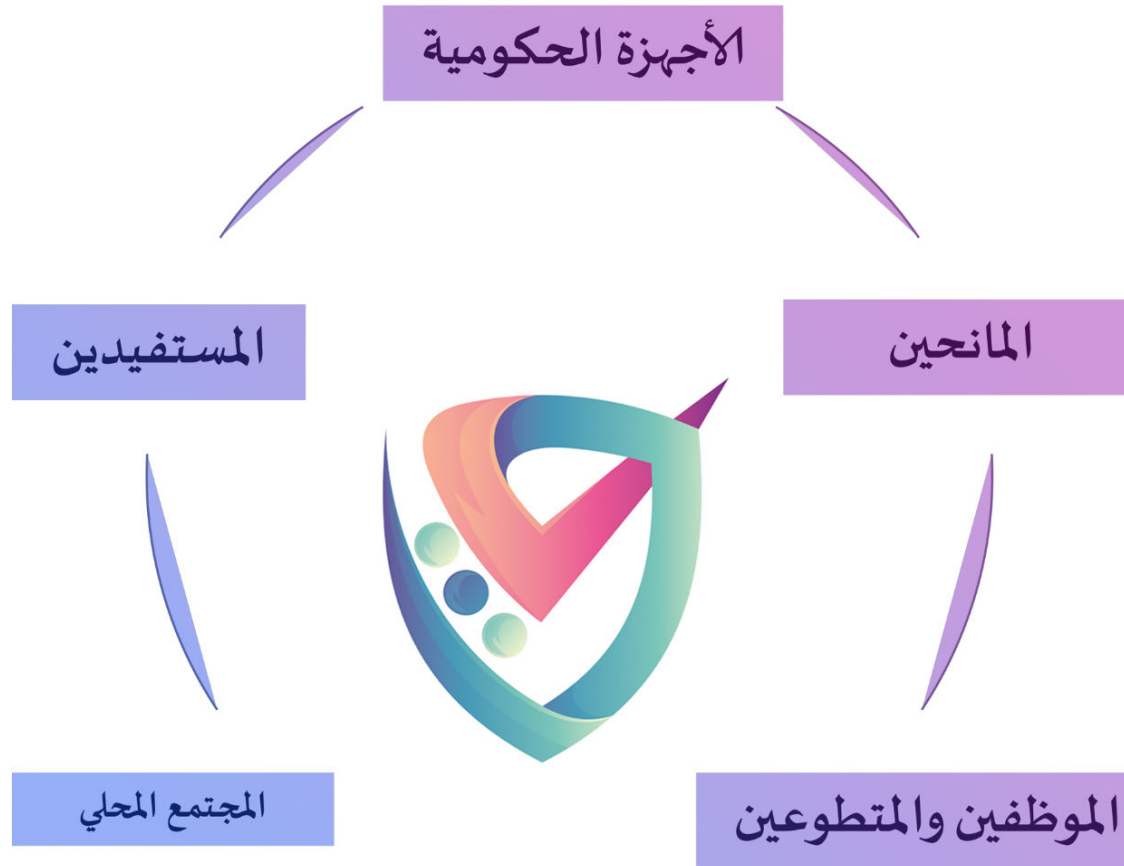 الأجهزة الحكومية
المانحين
المستفيدين
الموظفين والمتطوعين
المجتمع المحلي